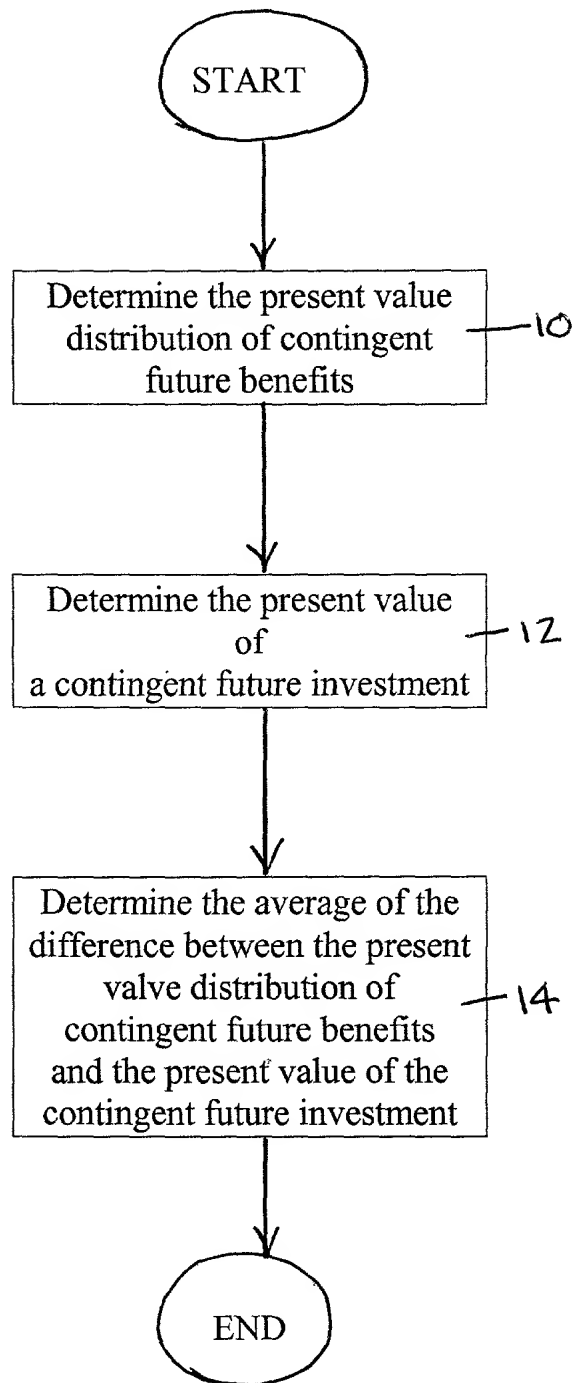 START
Determine the present value
distribution of contingent
future benefits
10
Determine the present value
of
a contingent future investment
12
Determine the average of the
difference between the present
valve distribution of
contingent future benefits
and the present value of the
contingent future investment
14
END